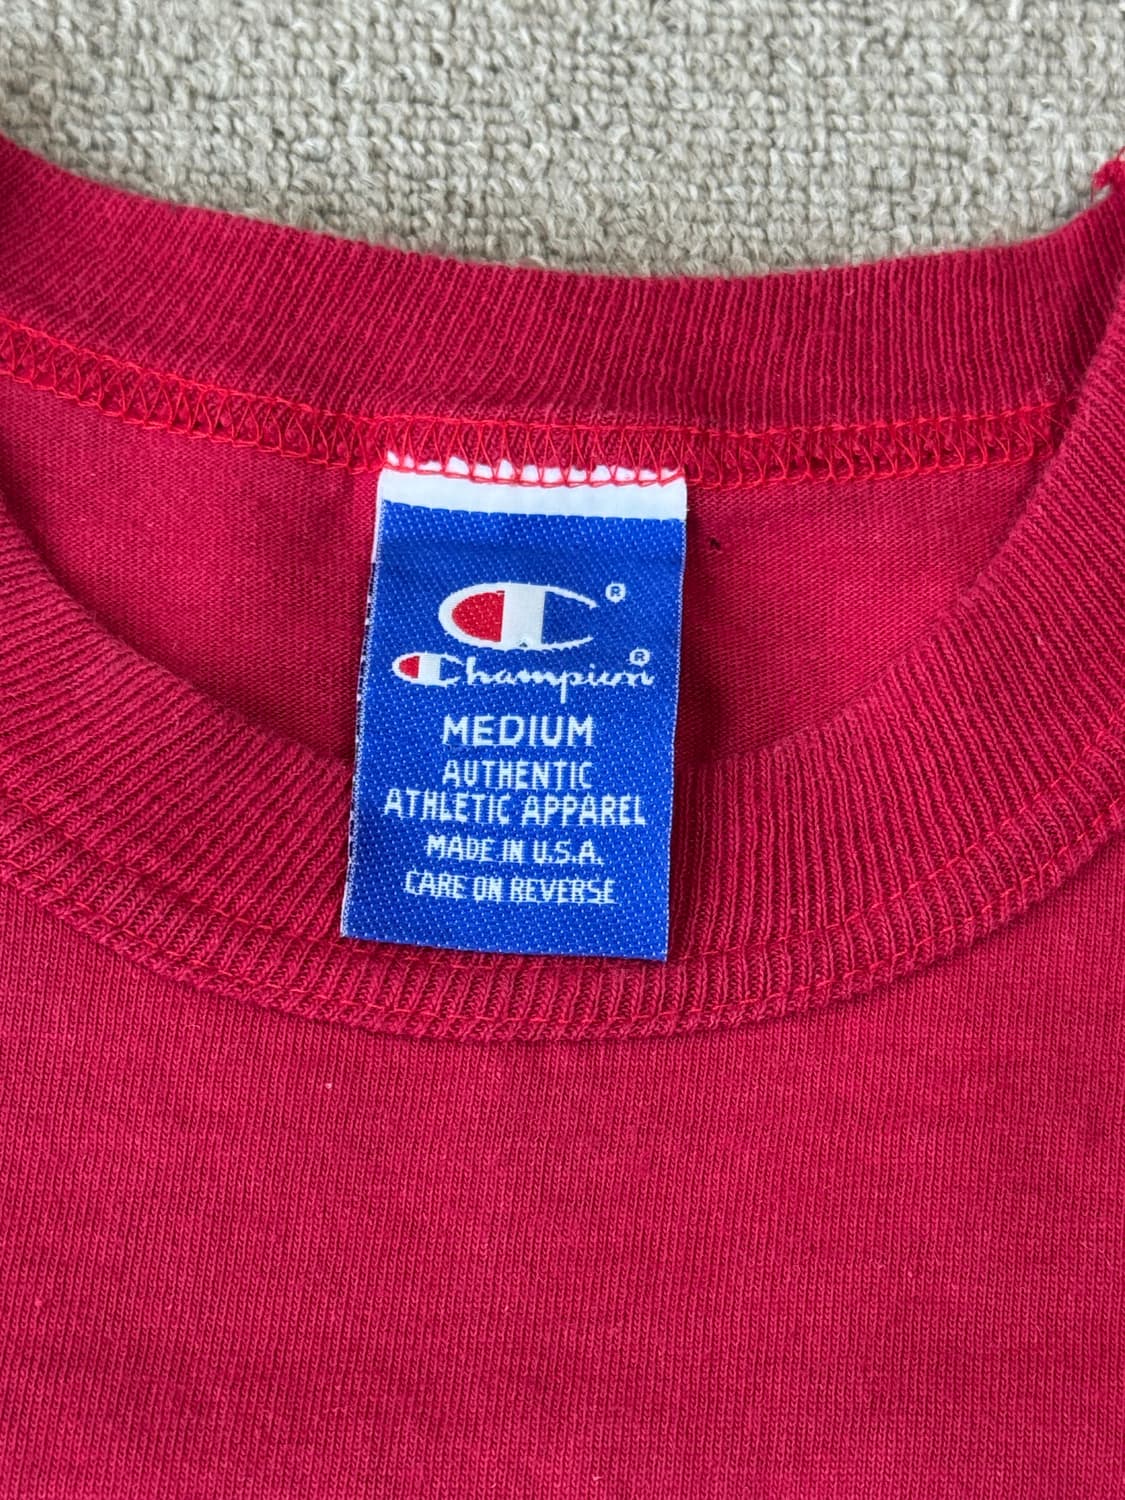 ®
Champion®
MEDIUM
AUTHENTIC
ATHLETIC APPAREL
MADE IN U.S.A.
CARE ON REVERSE